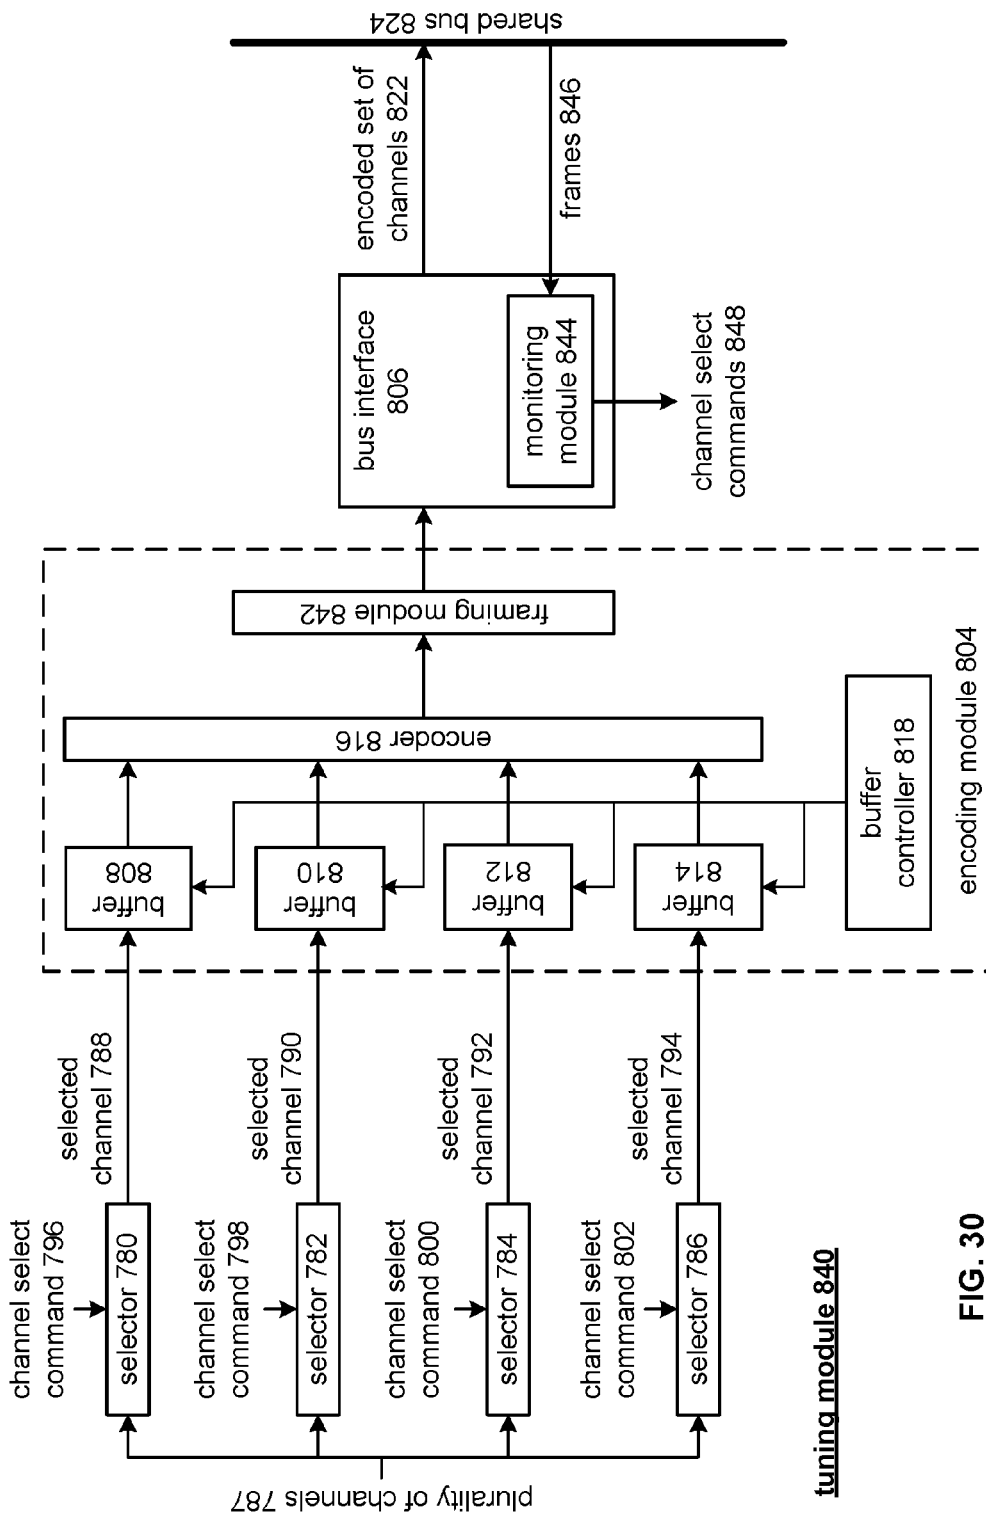 shared bus 824
encoded set of
channels 822
frames 846
bus interface
806
monitoring
module 844
channel select
commands 848
framing module 842
encoder 816
buffer
808
buffer
810
buffer
812
buffer
814
buffer
controller 818
encoding module 804
selected
channel 788
selected
channel 790
selected
channel 792
selected
channel 794
channel select
command 796
channel select
command 798
channel select
command 800
channel select
command 802
selector 780
selector 782
selector 784
selector 786
plurality of channels 787
tuning module 840
FIG. 30